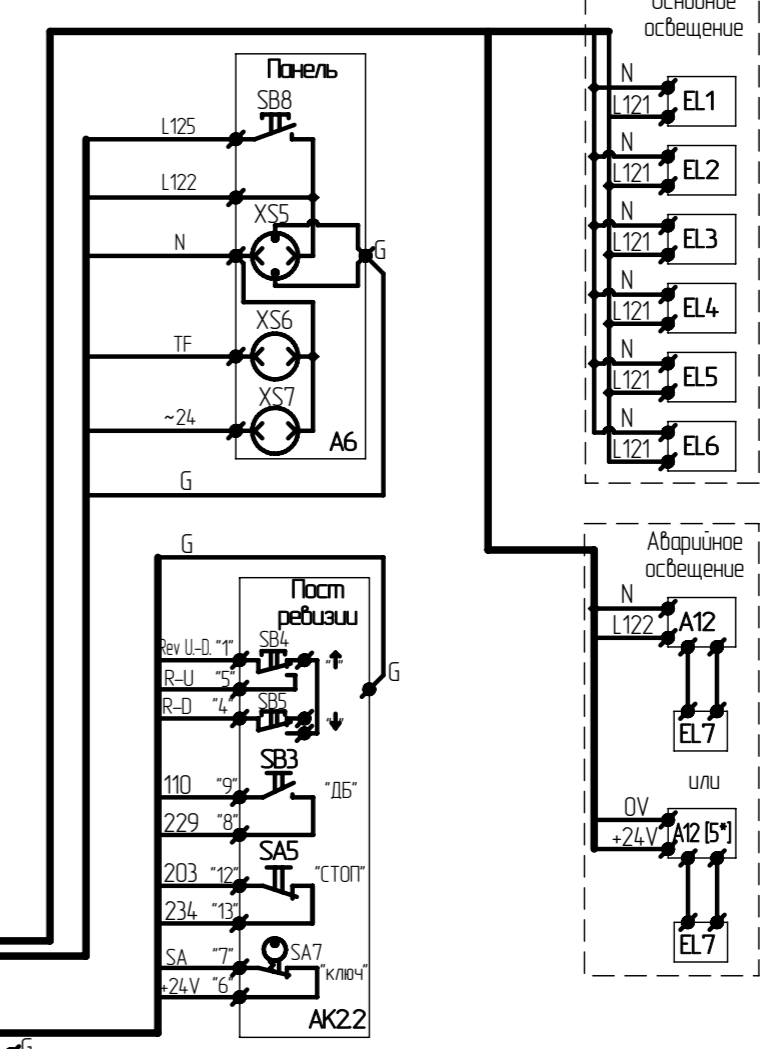 Основное
освещение
Панель
SB8
L125
L122
XS5
N
G
XS6
TF
XS7
~24
A6
G
N
L121
EL1
N
L121
EL2
N
L121
EL3
N
L121
EL4
N
L121
EL5
N
L121
EL6
G
Пост
ревизии
Rev U.-D. "1"
SB4
"↑"
R-U "5"
R-D "4"
SB5
"↓"
G
SB3
110 "9"
"ДБ"
229 "8"
SA5
203 "12"
"СТОП"
234 "13"
SA "7"
SA7
"ключ"
+24V "6"
AK2.2
G
Аварийное
освещение
N
L122
A12
EL7
или
0V
+24V
A12 [5*]
EL7